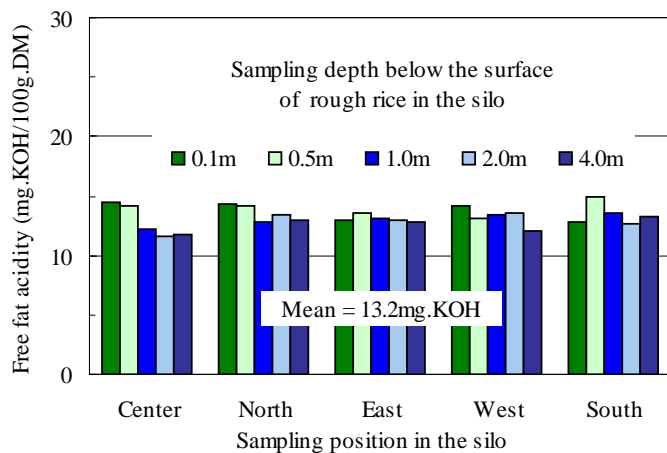 30
20
10
0
Free fat acidity (mg.KOH/100g.DM)
Sampling depth below the surface
of rough rice in the silo
0.1m 0.5m 1.0m 2.0m 4.0m
Mean = 13.2mg.KOH
Center North East West South
Sampling position in the silo